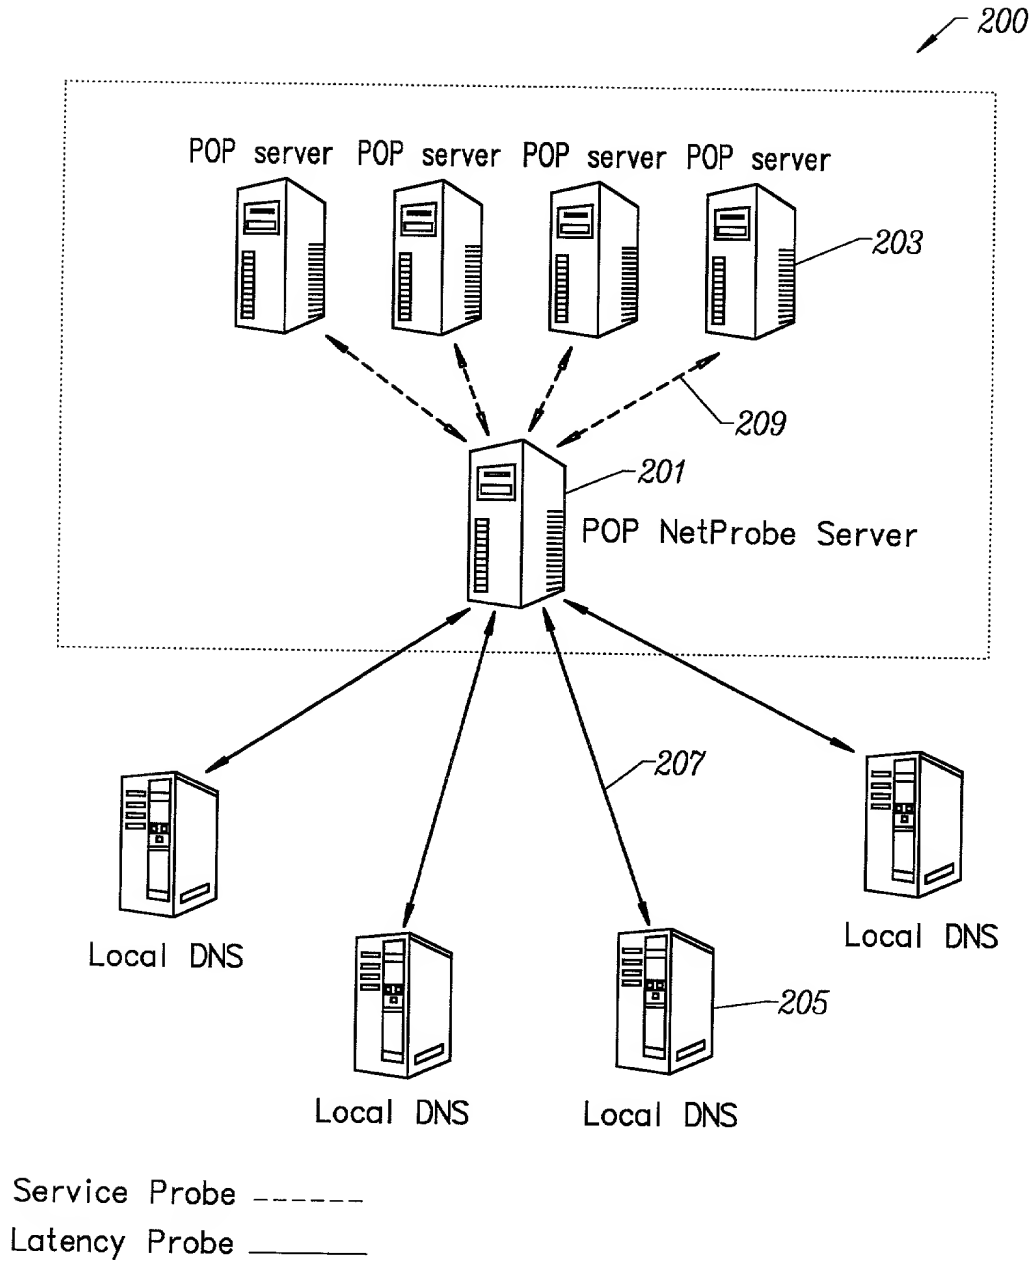 200
POP server POP server POP server POP server
203
209
201
POP NetProbe Server
207
Local DNS
Local DNS
205
Local DNS
Local DNS
Service Probe
Latency Probe